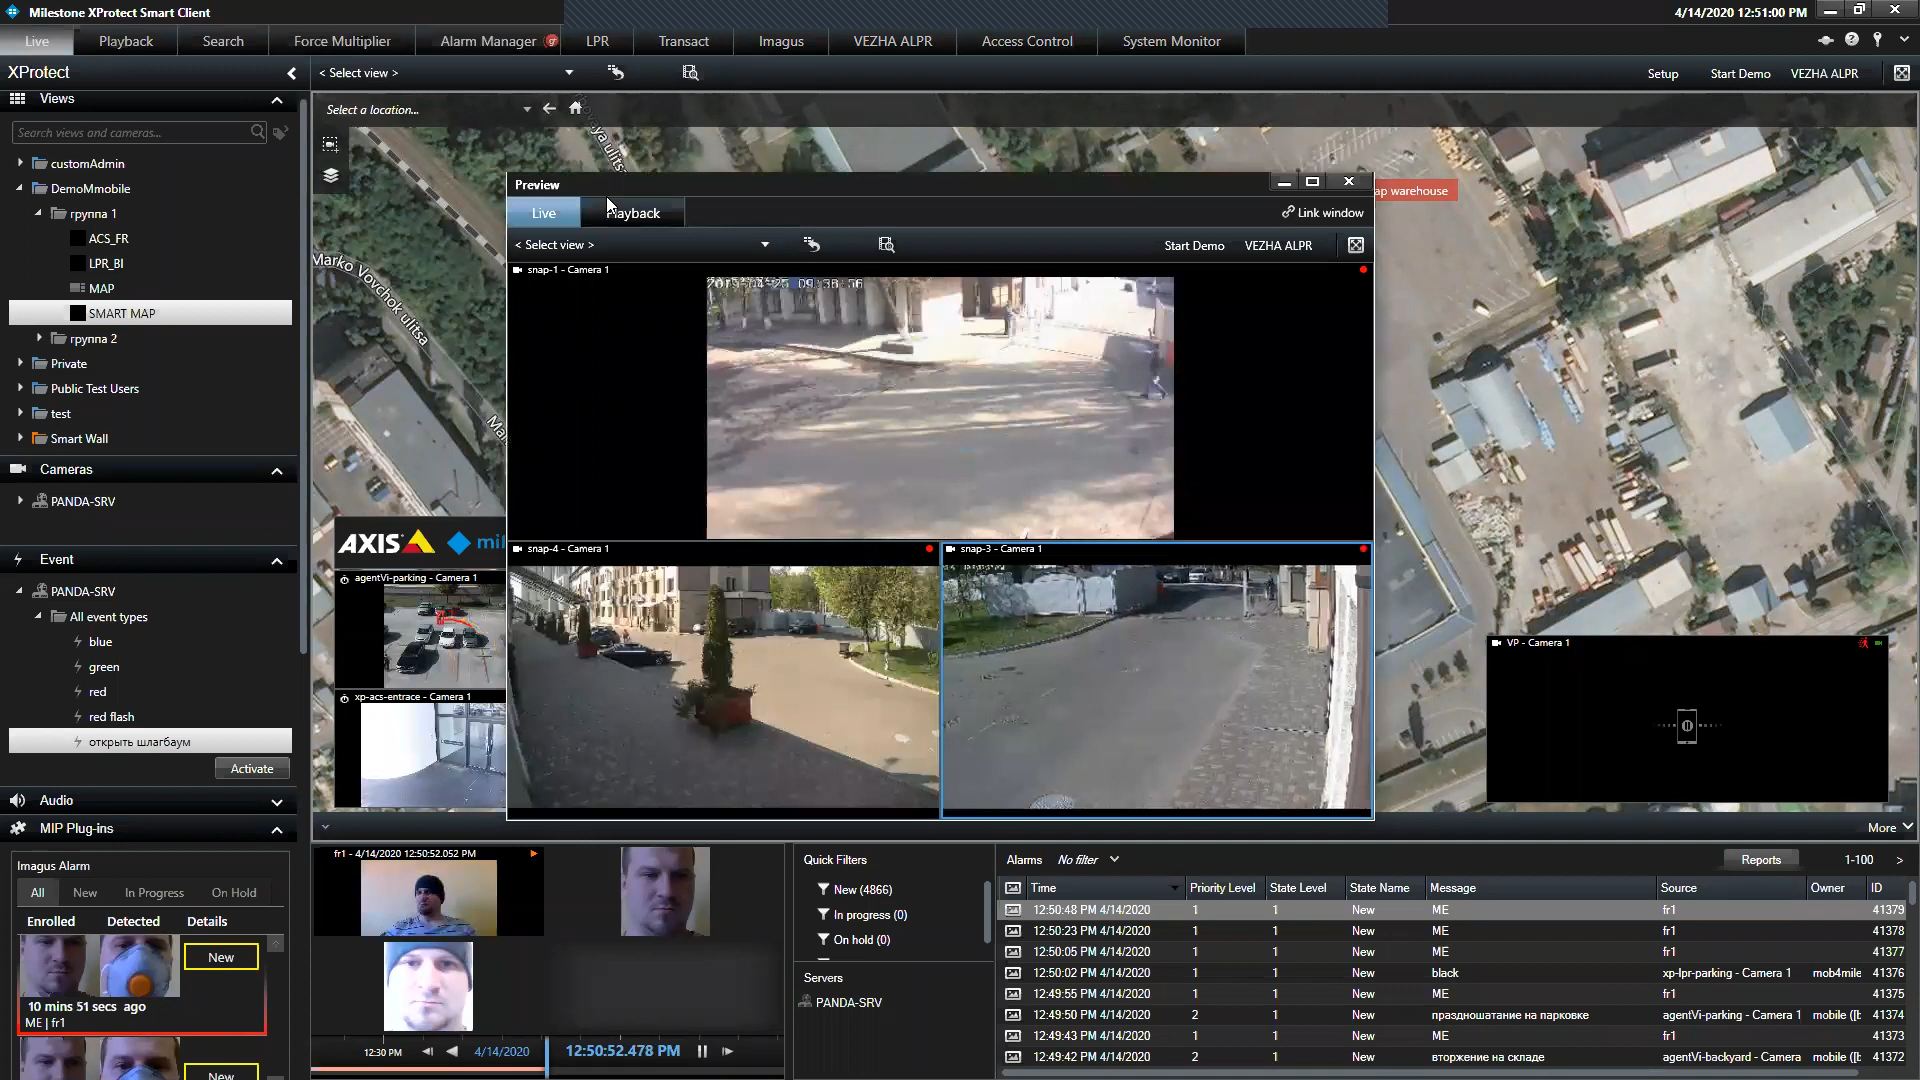 Milestone XProtect Smart Client
4/14/2020 12:51:00 PM
Live
Playback
Search
Force Multiplier
Alarm Manager
LPR
Transact
Imagus
VEZHA ALPR
Access Control
System Monitor
XProtect
< Select view >
Setup
Start Demo
VEZHA ALPR
Views
Search views and cameras...
customAdmin
DemoMmobile
группа 1
ACS_FR
LPR_BI
MAP
SMART MAP
группа 2
Private
Public Test Users
test
Smart Wall
Cameras
PANDA-SRV
Event
PANDA-SRV
All event types
blue
green
red
red flash
открыть шлагбаум
Activate
Audio
MIP Plug-ins
Imagus Alarm
All
New
In Progress
On Hold
Enrolled
Detected
Details
New
10 mins 51 secs ago
ME | fr1
New
Select a location...
Marko Vovchok ulitsa
ap warehouse
AXIS
mil
agentVi-parking - Camera 1
xp-acs-entrace - Camera 1
Preview
Live
Playback
Link window
< Select view >
Start Demo
VEZHA ALPR
snap-1 - Camera 1
2019-04-25 09:38:56
snap-4 - Camera 1
snap-3 - Camera 1
VP - Camera 1
More
fr1 - 4/14/2020 12:50:52.052 PM
12:30 PM
4/14/2020
12:50:52.478 PM
Quick Filters
New (4866)
In progress (0)
On hold (0)
Servers
PANDA-SRV
Alarms No filter
Reports
1-100
Time Priority Level State Level State Name Message Source Owner ID
12:50:48 PM 4/14/2020 1 1 New ME fr1 41379
12:50:23 PM 4/14/2020 1 1 New ME fr1 41378
12:50:05 PM 4/14/2020 1 1 New ME fr1 41377
12:50:02 PM 4/14/2020 1 1 New black xp-lpr-parking - Camera 1 mob4mile 41376
12:49:55 PM 4/14/2020 1 1 New ME fr1 41375
12:49:50 PM 4/14/2020 2 1 New праздношатание на парковке agentVi-parking - Camera 1 mobile ([b 41374
12:49:43 PM 4/14/2020 1 1 New ME fr1 41373
12:49:42 PM 4/14/2020 2 1 New вторжение на складе agentVi-backyard - Camera mobile ([b 41372